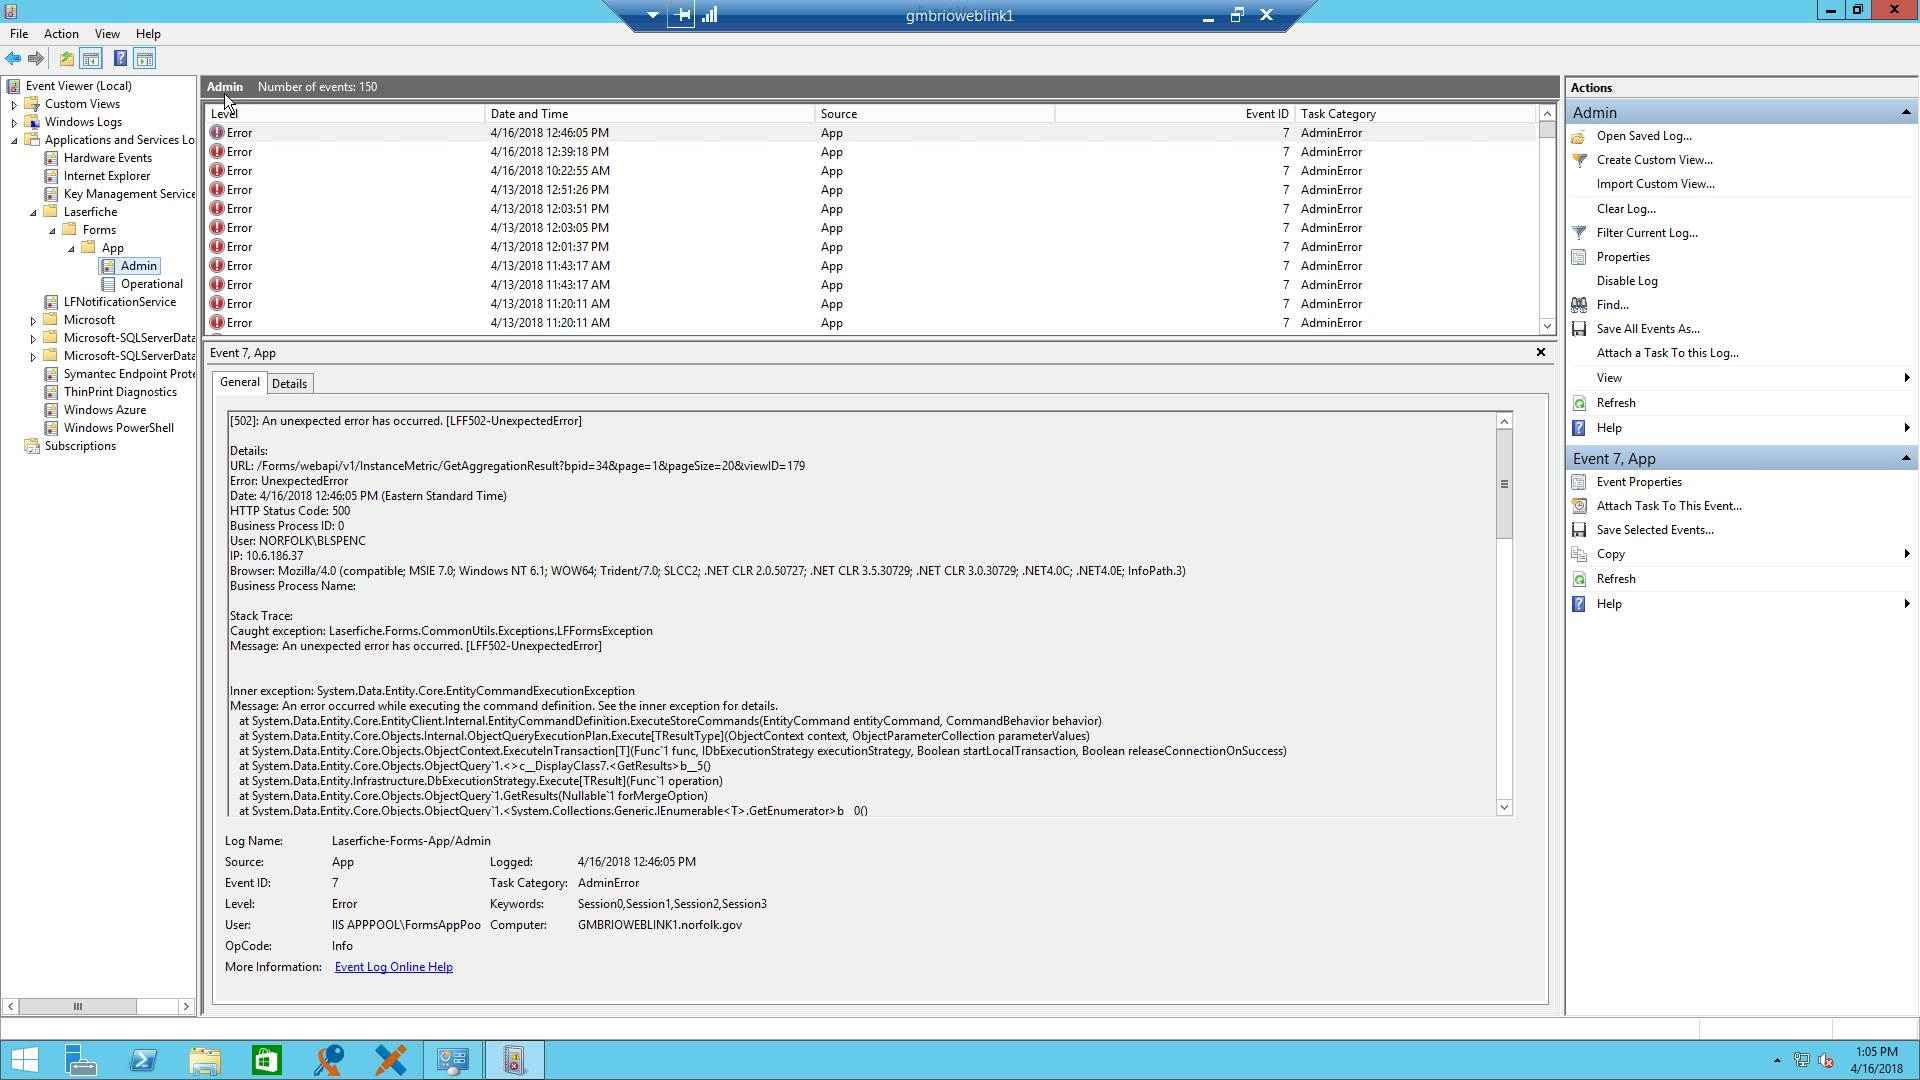 gmbrioweblink1
File Action View Help
Event Viewer (Local)
Custom Views
Windows Logs
Applications and Services Lo
Hardware Events
Internet Explorer
Key Management Service
Laserfiche
Forms
App
Admin
Operational
LFNotificationService
Microsoft
Microsoft-SQLServerData
Microsoft-SQLServerData
Symantec Endpoint Prote
ThinPrint Diagnostics
Windows Azure
Windows PowerShell
Subscriptions
Admin Number of events: 150
Level Date and Time Source Event ID Task Category
Error 4/16/2018 12:46:05 PM App 7 AdminError
Error 4/16/2018 12:39:18 PM App 7 AdminError
Error 4/16/2018 10:22:55 AM App 7 AdminError
Error 4/13/2018 12:51:26 PM App 7 AdminError
Error 4/13/2018 12:03:51 PM App 7 AdminError
Error 4/13/2018 12:03:05 PM App 7 AdminError
Error 4/13/2018 12:01:37 PM App 7 AdminError
Error 4/13/2018 11:43:17 AM App 7 AdminError
Error 4/13/2018 11:43:17 AM App 7 AdminError
Error 4/13/2018 11:20:11 AM App 7 AdminError
Error 4/13/2018 11:20:11 AM App 7 AdminError
Event 7, App
General Details
[502]: An unexpected error has occurred. [LFF502-UnexpectedError]
Details:
URL: /Forms/webapi/v1/InstanceMetric/GetAggregationResult?bpid=34&page=1&pageSize=20&viewID=179
Error: UnexpectedError
Date: 4/16/2018 12:46:05 PM (Eastern Standard Time)
HTTP Status Code: 500
Business Process ID: 0
User: NORFOLK\BLSPENC
IP: 10.6.186.37
Browser: Mozilla/4.0 (compatible; MSIE 7.0; Windows NT 6.1; WOW64; Trident/7.0; SLCC2; .NET CLR 2.0.50727; .NET CLR 3.5.30729; .NET CLR 3.0.30729; .NET4.0C; .NET4.0E; InfoPath.3)
Business Process Name:
Stack Trace:
Caught exception: Laserfiche.Forms.CommonUtils.Exceptions.LFFormsException
Message: An unexpected error has occurred. [LFF502-UnexpectedError]
Inner exception: System.Data.Entity.Core.EntityCommandExecutionException
Message: An error occurred while executing the command definition. See the inner exception for details.
at System.Data.Entity.Core.EntityClient.Internal.EntityCommandDefinition.ExecuteStoreCommands(EntityCommand entityCommand, CommandBehavior behavior)
at System.Data.Entity.Core.Objects.Internal.ObjectQueryExecutionPlan.Execute[TResultType](ObjectContext context, ObjectParameterCollection parameterValues)
at System.Data.Entity.Core.Objects.ObjectContext.ExecuteInTransaction[T](Func`1 func, IDbExecutionStrategy executionStrategy, Boolean startLocalTransaction, Boolean releaseConnectionOnSuccess)
at System.Data.Entity.Core.Objects.ObjectQuery`1.<>c__DisplayClass7.<GetResults>b__5()
at System.Data.Entity.Infrastructure.DbExecutionStrategy.Execute[TResult](Func`1 operation)
at System.Data.Entity.Core.Objects.ObjectQuery`1.GetResults(Nullable`1 forMergeOption)
at System.Data.Entity.Core.Objects.ObjectQuery`1.<System.Collections.Generic.IEnumerable<T>.GetEnumerator>b__0()
Log Name: Laserfiche-Forms-App/Admin
Source: App Logged: 4/16/2018 12:46:05 PM
Event ID: 7 Task Category: AdminError
Level: Error Keywords: Session0,Session1,Session2,Session3
User: IIS APPPOOL\FormsAppPoo Computer: GMBRIOWEBLINK1.norfolk.gov
OpCode: Info
More Information: Event Log Online Help
Actions
Admin
Open Saved Log...
Create Custom View...
Import Custom View...
Clear Log...
Filter Current Log...
Properties
Disable Log
Find...
Save All Events As...
Attach a Task To this Log...
View
Refresh
Help
Event 7, App
Event Properties
Attach Task To This Event...
Save Selected Events...
Copy
Refresh
Help
1:05 PM
4/16/2018